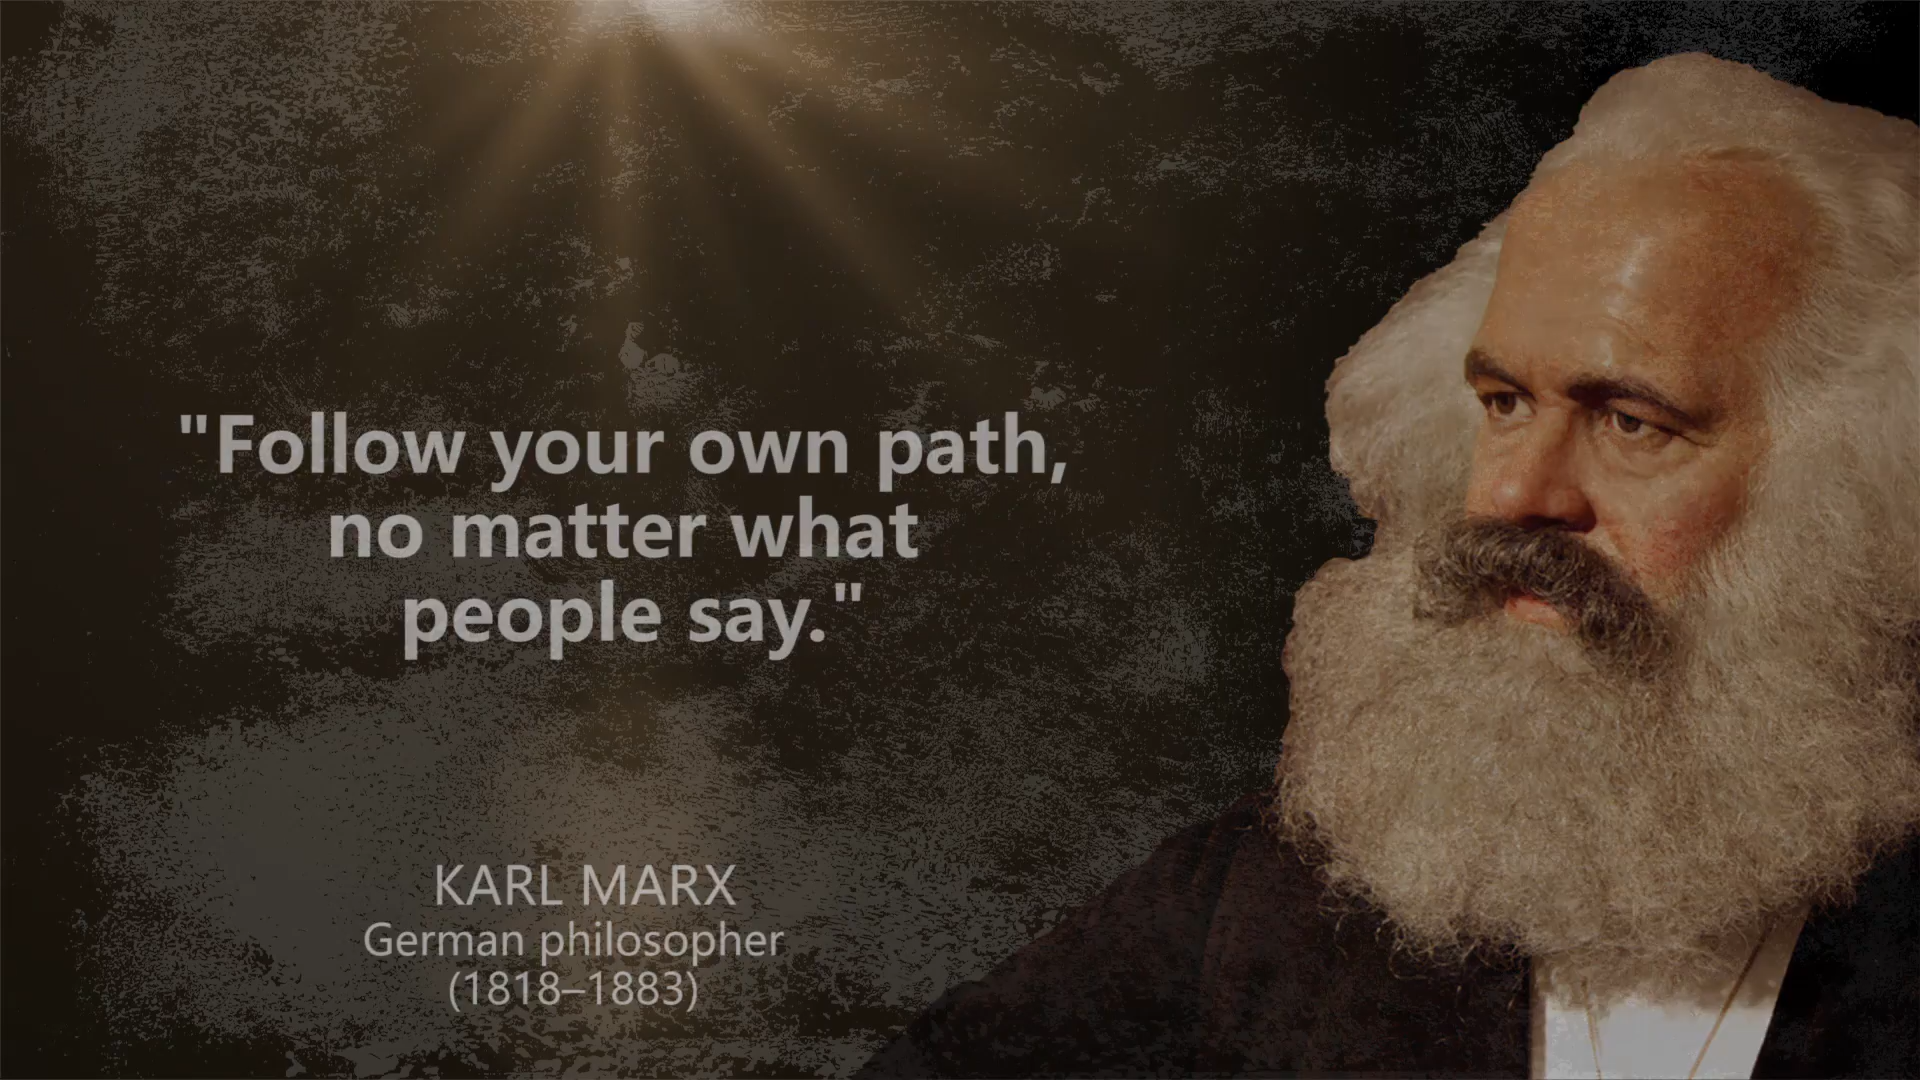 "Follow your own path,
no matter what
people say."
KARL MARX
German philosopher
(1818–1883)